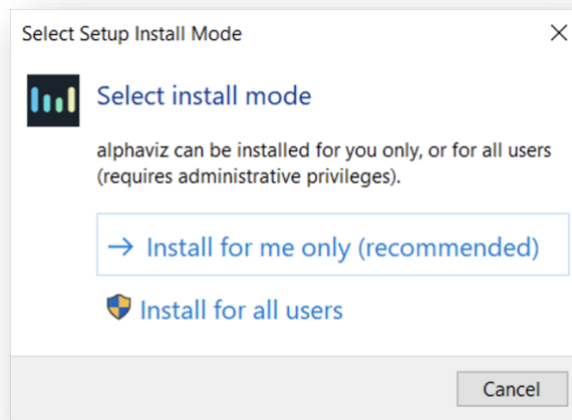 Select Setup Install Mode
Select install mode
alphaviz can be installed for you only, or for all users
(requires administrative privileges).
→ Install for me only (recommended)
Install for all users
Cancel